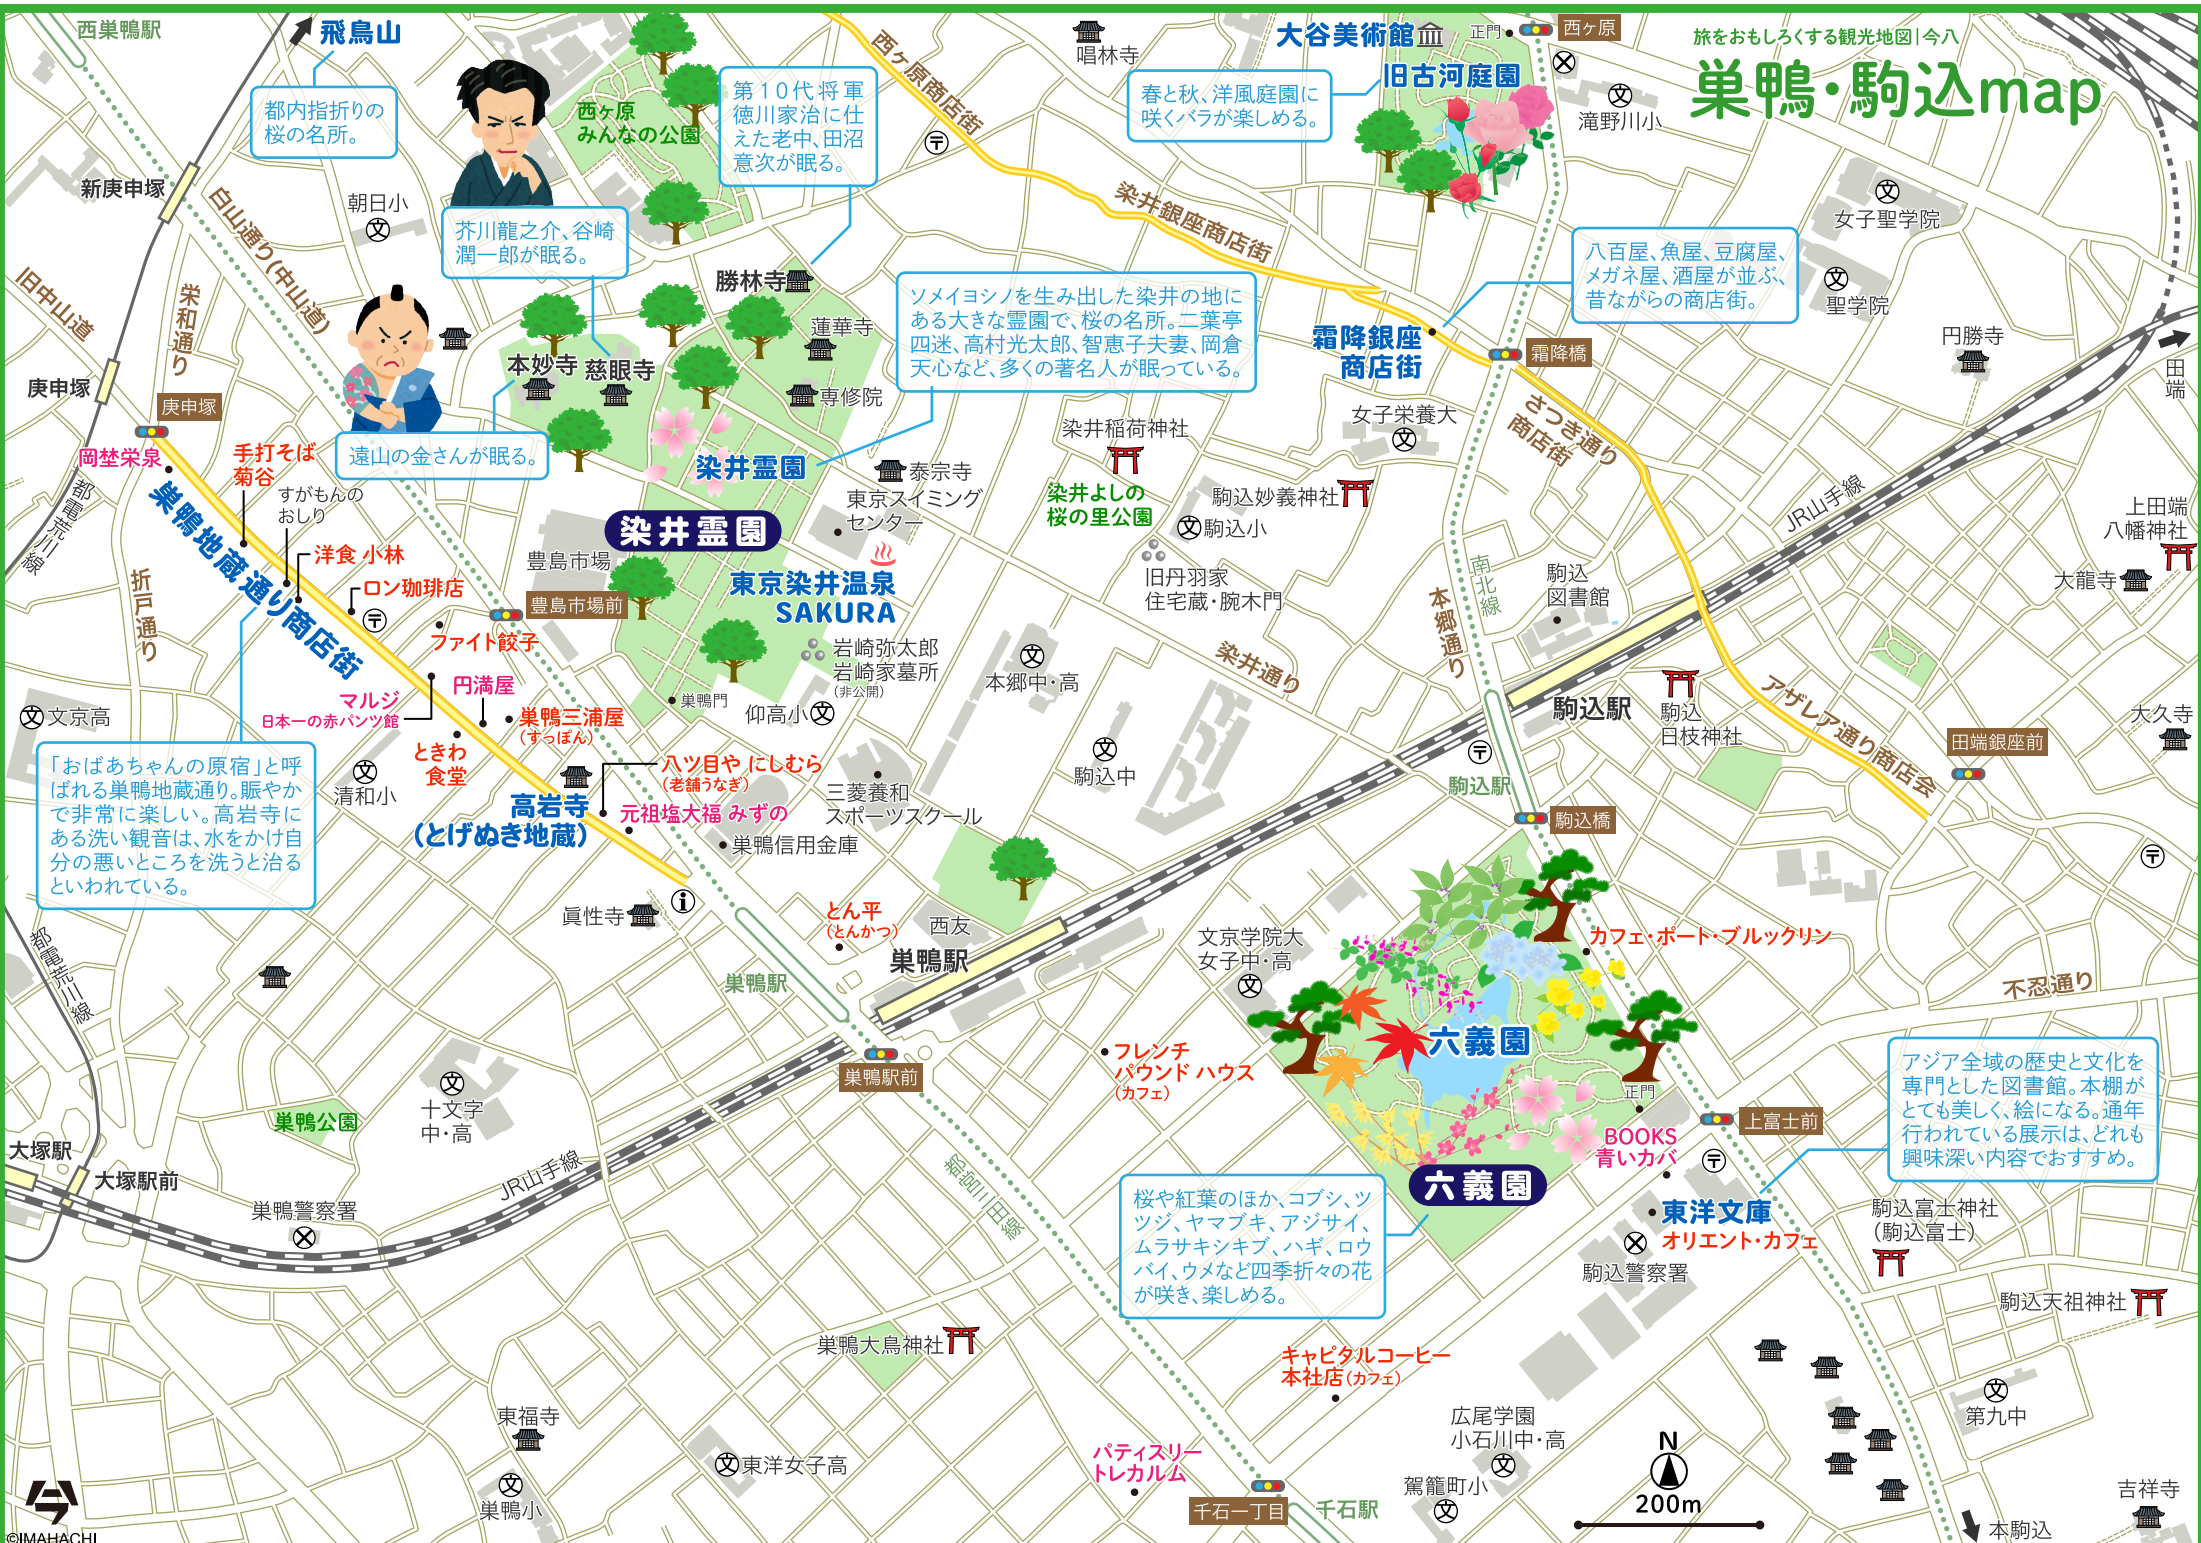 西巣鴨駅
飛鳥山
都内指折りの
桜の名所。
西ヶ原
みんなの公園
第10代将軍
徳川家治に仕
えた老中、田沼
意次が眠る。
西ヶ原商店街
唱林寺
大谷美術館
正門
西ヶ原
旧古河庭園
春と秋、洋風庭園に
咲くバラが楽しめる。
滝野川小
旅をおもしろくする観光地図|今八
巣鴨・駒込map
新庚申塚
白山通り(中山道)
朝日小
芥川龍之介、谷崎
潤一郎が眠る。
染井銀座商店街
女子聖学院
聖学院
八百屋、魚屋、豆腐屋、
メガネ屋、酒屋が並ぶ、
昔ながらの商店街。
旧中山道
栄和通り
勝林寺
蓮華寺
専修院
ソメイヨシノを生み出した染井の地に
ある大きな霊園で、桜の名所。二葉亭
四迷、高村光太郎、智恵子夫妻、岡倉
天心など、多くの著名人が眠っている。
霜降銀座
商店街
霜降橋
円勝寺
田端
庚申塚
庚申塚
本妙寺
慈眼寺
遠山の金さんが眠る。
染井霊園
染井霊園
泰宗寺
東京スイミング
センター
染井稲荷神社
染井よしの
桜の里公園
女子栄養大
駒込妙義神社
駒込小
さつき通り
商店街
JR山手線
上田端
八幡神社
大龍寺
岡埜栄泉
都電荒川線
手打そば
菊谷
すがもんの
おしり
洋食 小林
ロン珈琲店
巣鴨地蔵通り商店街
折戸通り
豊島市場
豊島市場前
東京染井温泉
SAKURA
旧丹羽家
住宅蔵・腕木門
南北線
本郷通り
駒込
図書館
ファイト餃子
岩崎弥太郎
岩崎家墓所
(非公開)
本郷中・高
染井通り
円満屋
マルジ
日本一の赤パンツ館
巣鴨三浦屋
(すっぽん)
巣鴨門
仰高小
文京高
駒込駅
駒込
日枝神社
アザレア通り商店会
大久寺
田端銀座前
「おばあちゃんの原宿」と呼
ばれる巣鴨地蔵通り。賑やか
で非常に楽しい。高岩寺に
ある洗い観音は、水をかけ自
分の悪いところを洗うと治る
といわれている。
清和小
ときわ
食堂
高岩寺
(とげぬき地蔵)
八ツ目や にしむら
(老舗うなぎ)
元祖塩大福 みずの
巣鴨信用金庫
三菱養和
スポーツスクール
駒込中
駒込駅
駒込橋
眞性寺
とん平
(とんかつ)
西友
巣鴨駅
巣鴨駅
都電荒川線
文京学院大
女子中・高
カフェ・ポート・ブルックリン
不忍通り
六義園
巣鴨駅前
フレンチ
パウンド ハウス
(カフェ)
十文字
中・高
巣鴨公園
大塚駅
大塚駅前
巣鴨警察署
JR山手線
都営三田線
正門
上富士前
アジア全域の歴史と文化を
専門とした図書館。本棚が
とても美しく、絵になる。通年
行われている展示は、どれも
興味深い内容でおすすめ。
BOOKS
青いカバ
六義園
桜や紅葉のほか、コブシ、ツ
ツジ、ヤマブキ、アジサイ、
ムラサキシキブ、ハギ、ロウ
バイ、ウメなど四季折々の花
が咲き、楽しめる。
東洋文庫
オリエント・カフェ
駒込警察署
駒込富士神社
(駒込富士)
駒込天祖神社
巣鴨大鳥神社
キャピタルコーヒー
本社店(カフェ)
東福寺
巣鴨小
東洋女子高
パティスリー
トレカルム
千石一丁目
千石駅
広尾学園
小石川中・高
駕籠町小
N
200m
第九中
吉祥寺
本駒込
©IMAHACHI